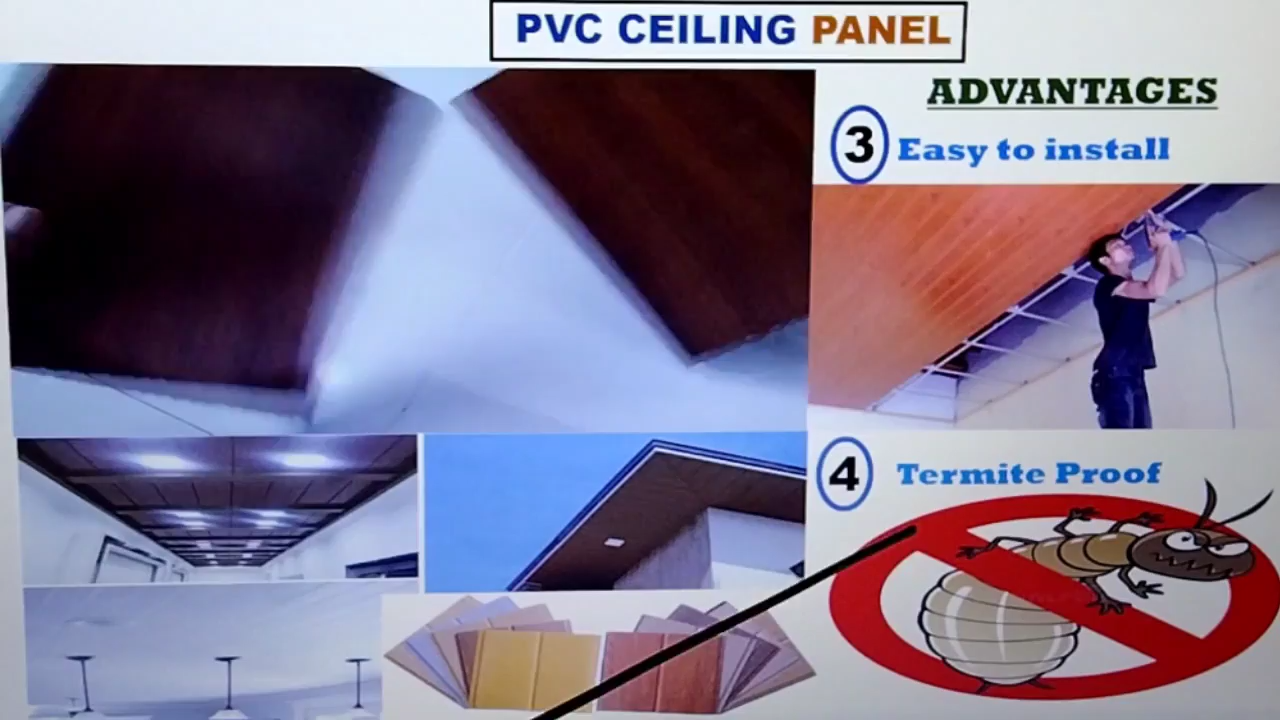 PVC CEILING PANEL
ADVANTAGES
3 Easy to install
4 Termite Proof